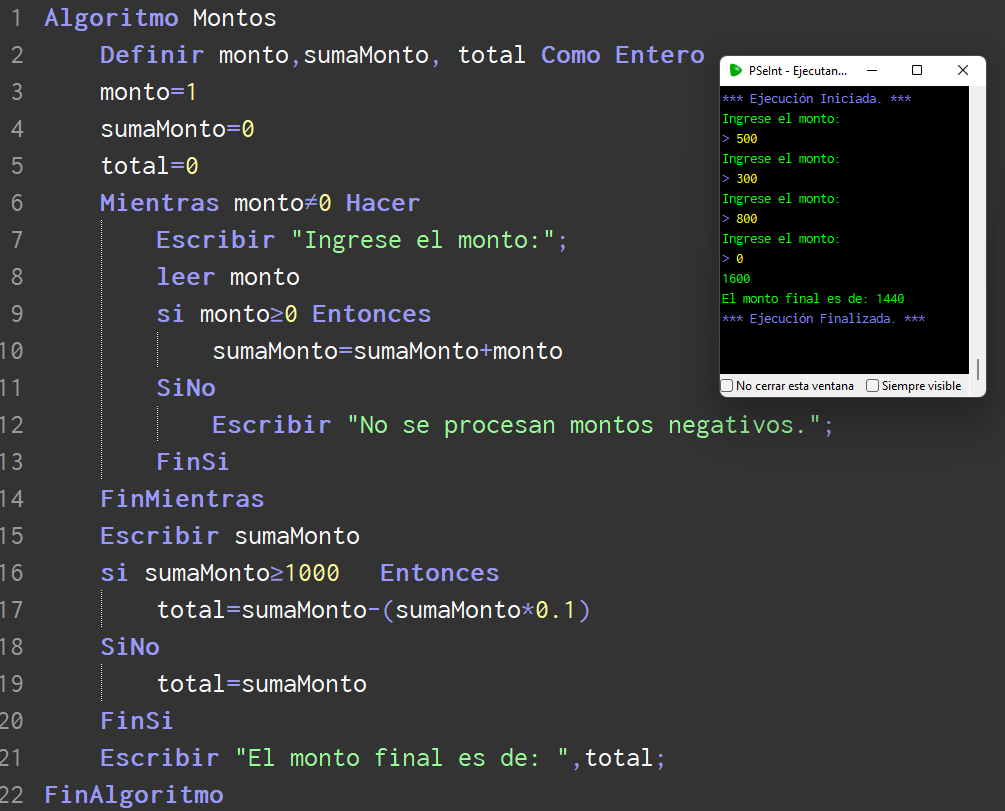 1 Algoritmo Montos
2 Definir monto,sumaMonto, total Como Entero
3 monto=1
4 sumaMonto=0
5 total=0
6 Mientras monto≠0 Hacer
7 Escribir "Ingrese el monto:";
8 leer monto
9 si monto≥0 Entonces
10 sumaMonto=sumaMonto+monto
11 SiNo
12 Escribir "No se procesan montos negativos.";
13 FinSi
14 FinMientras
15 Escribir sumaMonto
16 si sumaMonto≥1000 Entonces
17 total=sumaMonto-(sumaMonto*0.1)
18 SiNo
19 total=sumaMonto
20 FinSi
21 Escribir "El monto final es de: ",total;
22 FinAlgoritmo
PSeInt - Ejecutan...
*** Ejecución Iniciada. ***
Ingrese el monto:
> 500
Ingrese el monto:
> 300
Ingrese el monto:
> 800
Ingrese el monto:
> 0
1600
El monto final es de: 1440
*** Ejecución Finalizada. ***
No cerrar esta ventana Siempre visible